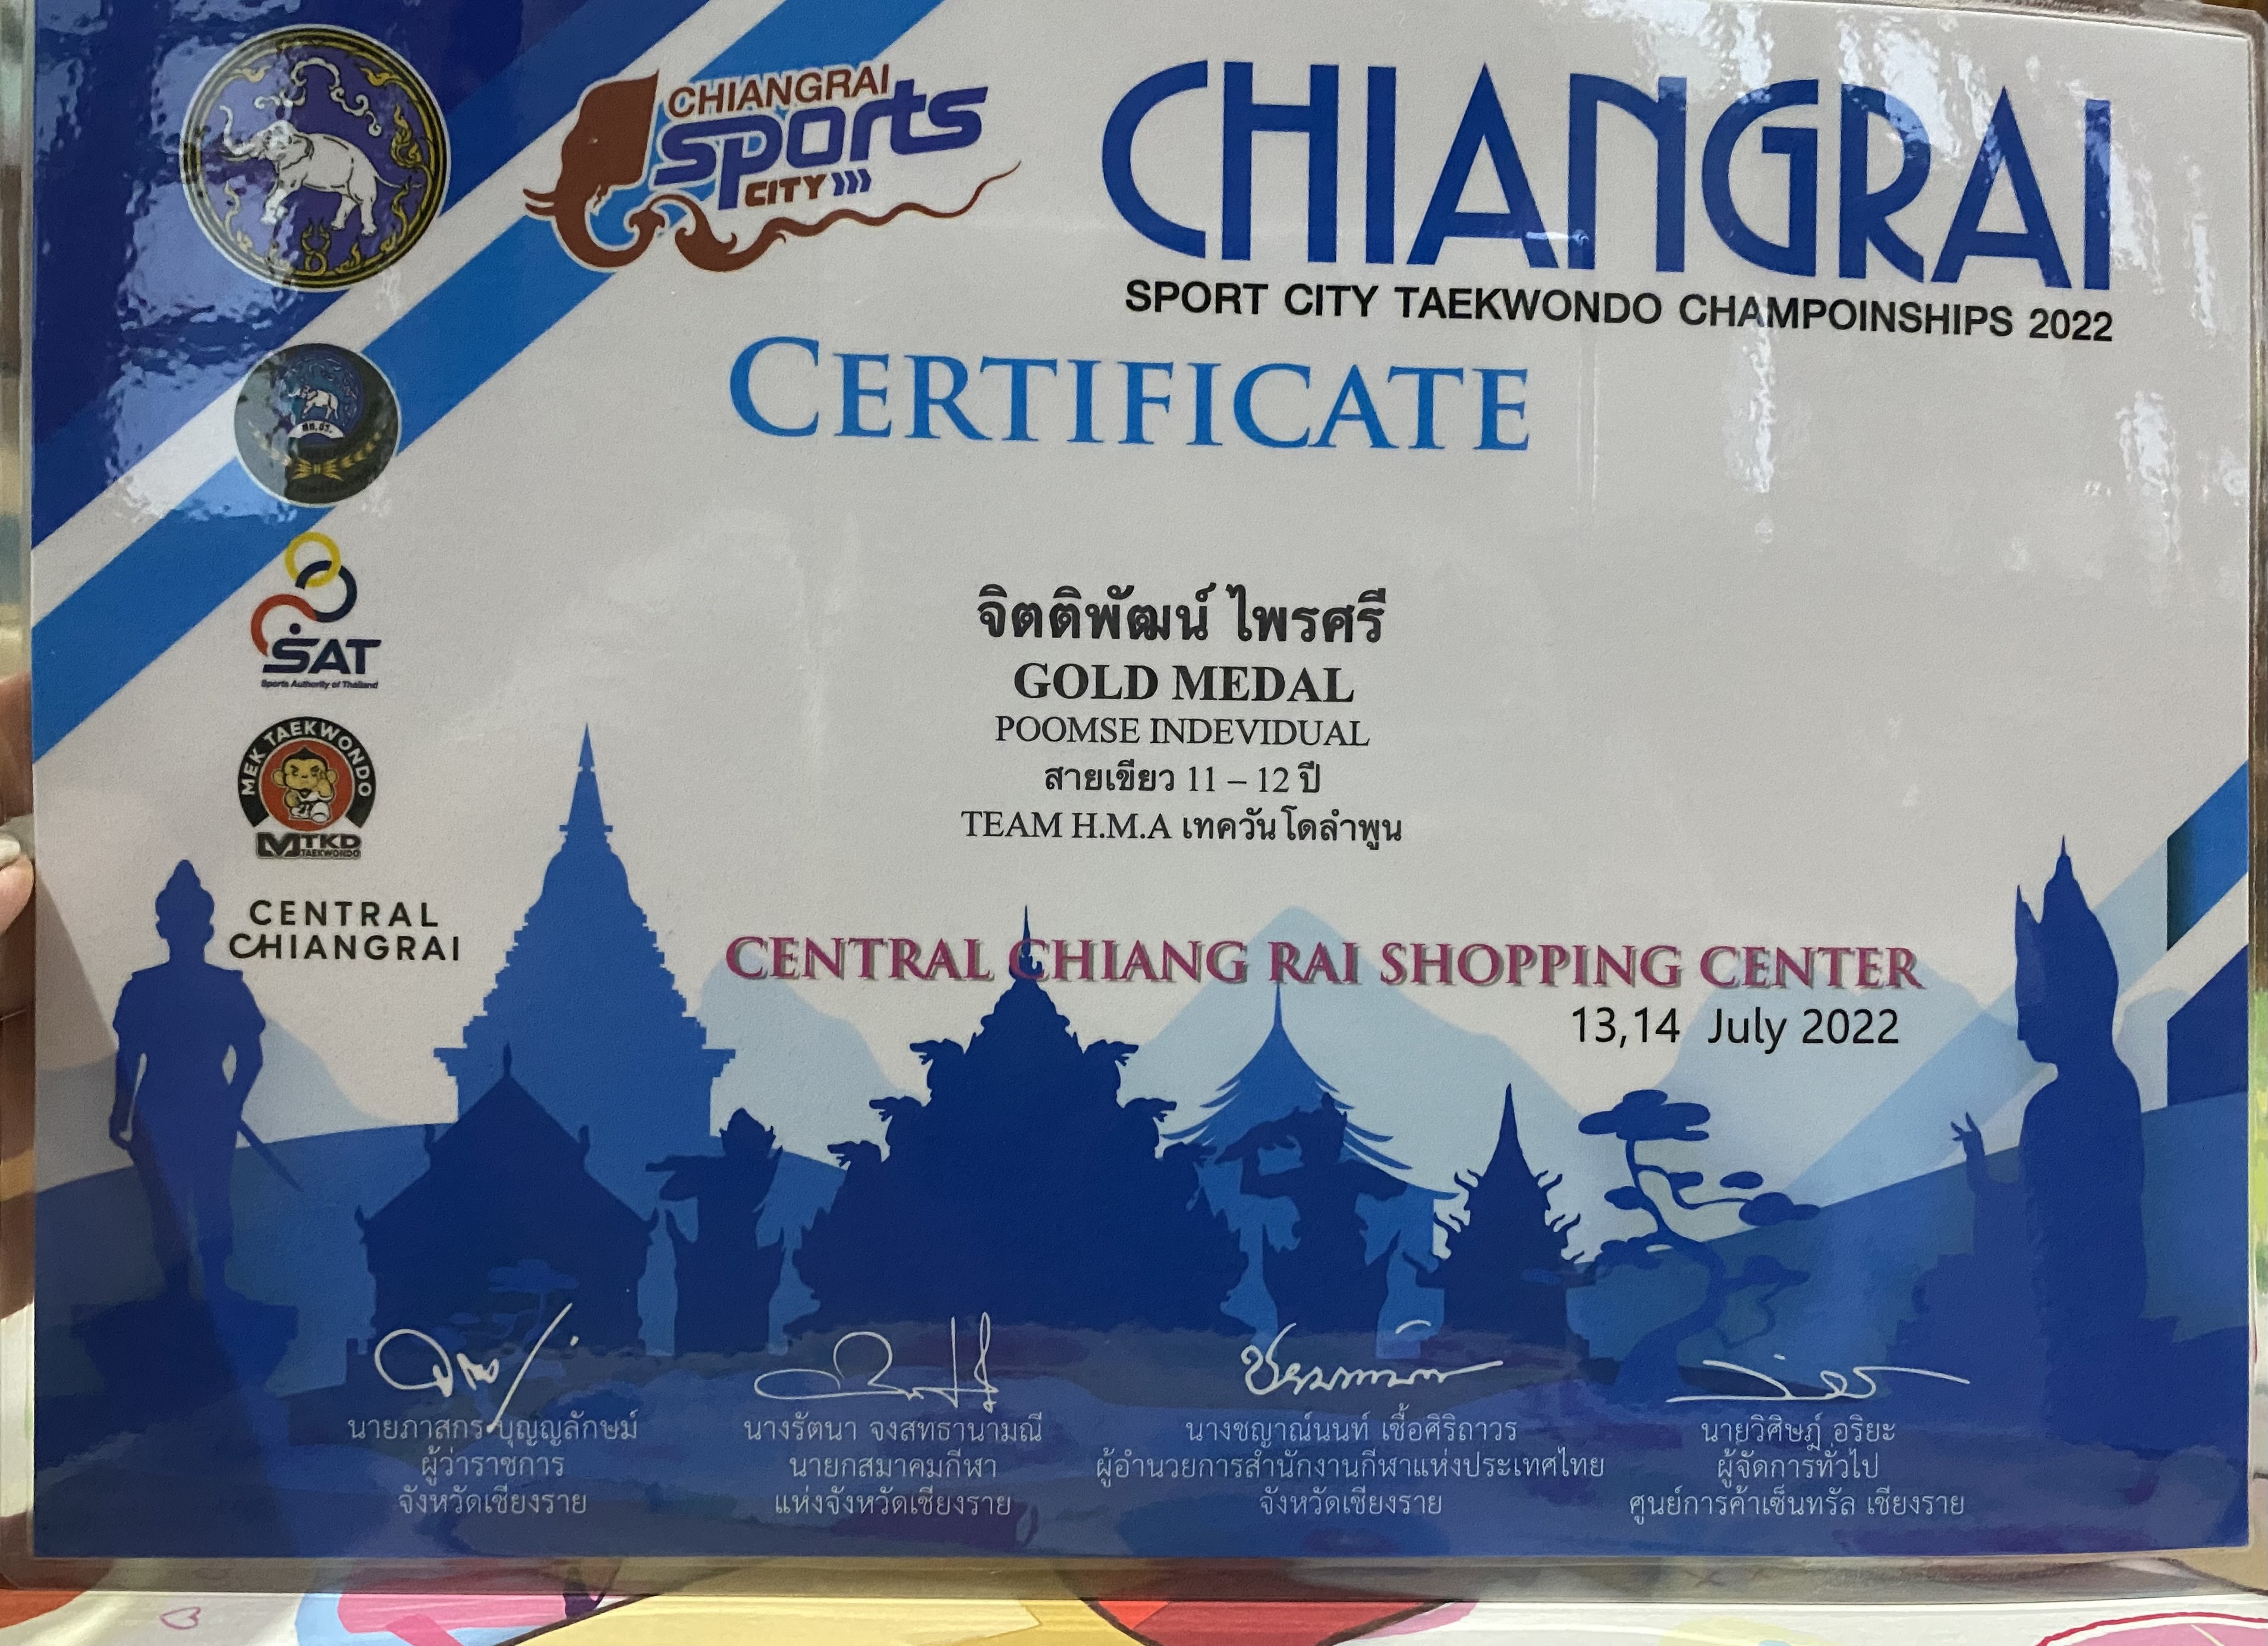 CHIANGRAI
sports
CITY
CHIANGRAI
SPORT CITY TAEKWONDO CHAMPOINSHIPS 2022
CERTIFICATE
SAT
Sports Authority of Thailand
MEK TAEKWONDO
MTKD
TAEKWONDO
CENTRAL
CHIANGRAI
จิตติพัฒน์ ไพรศรี
GOLD MEDAL
POOMSE INDEVIDUAL
สายเขียว 11 – 12 ปี
TEAM H.M.A เทควันโดลำพูน
CENTRAL CHIANG RAI SHOPPING CENTER
13,14 July 2022
นายภาสกร บุญญลักษม์
ผู้ว่าราชการ
จังหวัดเชียงราย
นางรัตนา จงสุทธานามณี
นายกสมาคมกีฬา
แห่งจังหวัดเชียงราย
นางชญาณ์นนท์ เชื้อศิริถาวร
ผู้อำนวยการสำนักงานกีฬาแห่งประเทศไทย
จังหวัดเชียงราย
นายวิศิษฎ์ อริยะ
ผู้จัดการทั่วไป
ศูนย์การค้าเซ็นทรัล เชียงราย